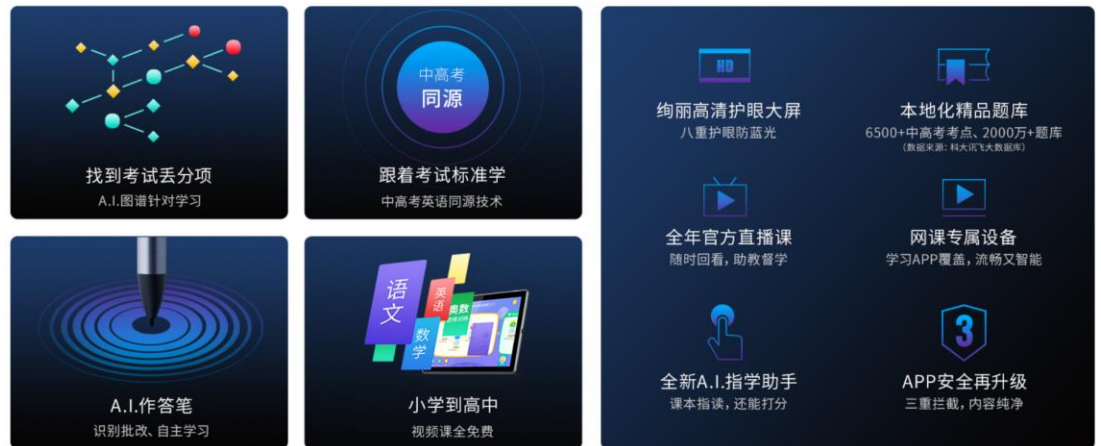 找到考试丢分项
A.I.图谱针对学习
中高考
同源
跟着考试标准学
中高考英语同源技术
A.I.作答笔
识别批改、自主学习
语文
英语
数学
奥数
小学到高中
视频课全免费
HD
绚丽高清护眼大屏
八重护眼防蓝光
本地化精品题库
6500+中高考考点、2000万+题库
(数据来源：科大讯飞大数据库)
全年官方直播课
随时回看，助教督学
网课专属设备
学习APP覆盖，流畅又智能
全新A.I.指学助手
课本指读，还能打分
3
APP安全再升级
三重拦截，内容纯净